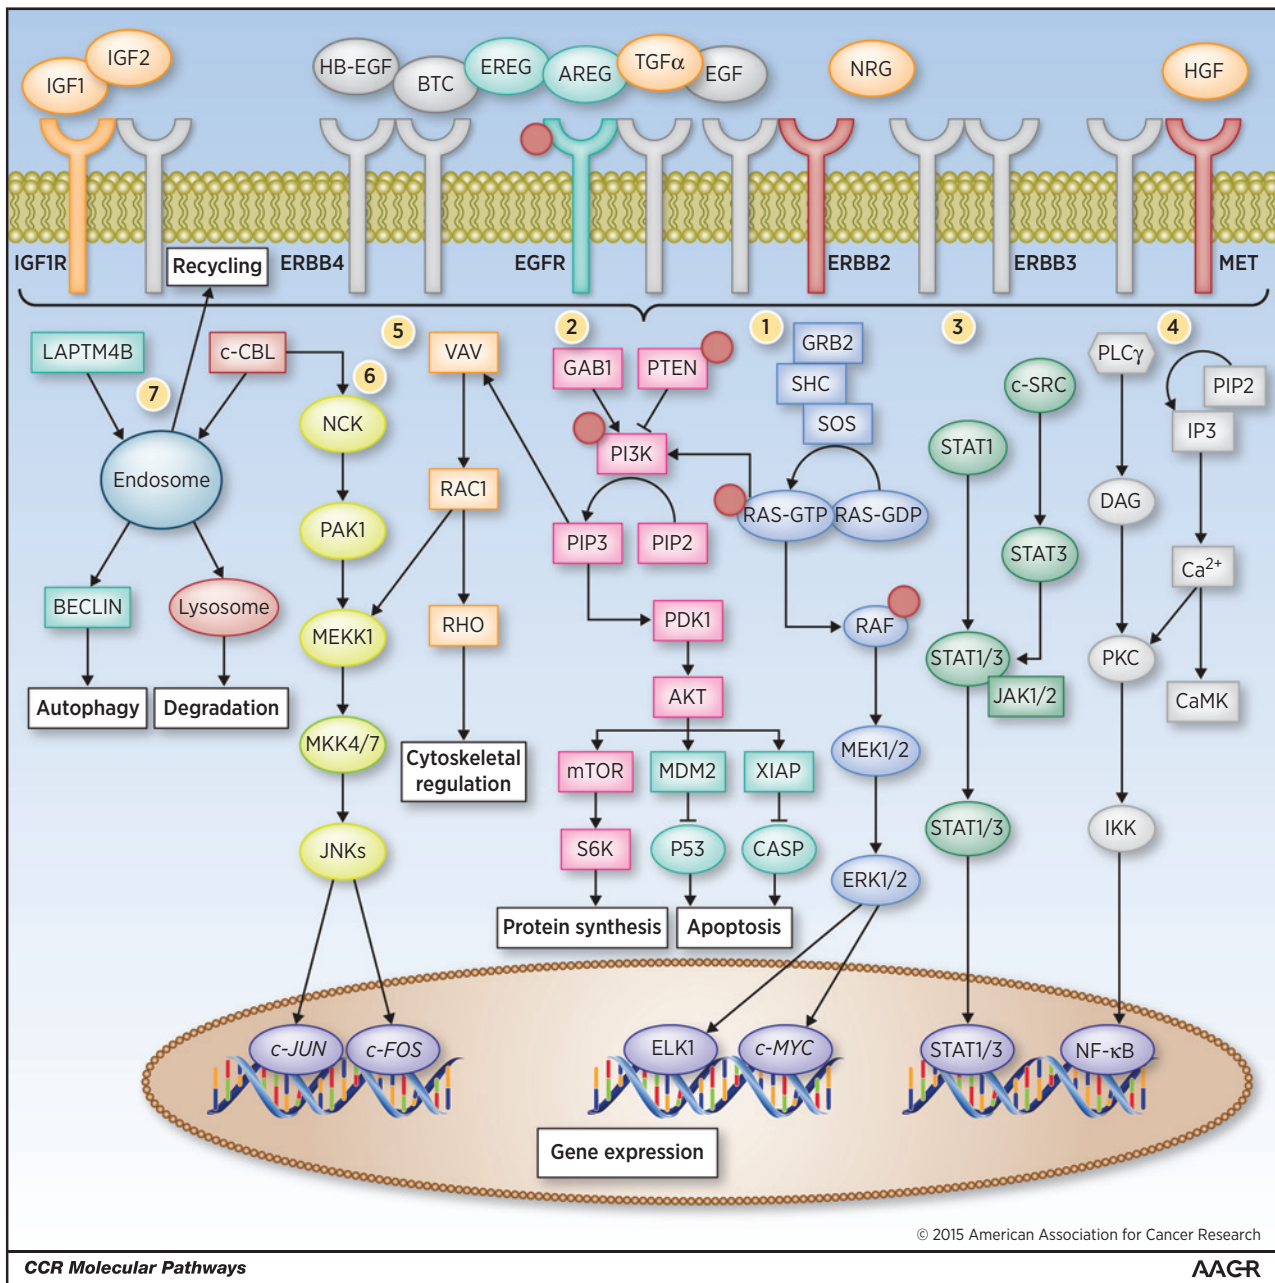 IGF1
IGF2
HB-EGF
BTC
EREG
AREG
TGFα
EGF
NRG
HGF
IGF1R
Recycling
ERBB4
EGFR
ERBB2
ERBB3
MET
LAPTM4B
c-CBL
7
Endosome
BECLIN
Lysosome
Autophagy
Degradation
6
NCK
PAK1
MEKK1
MKK4/7
JNKs
5
VAV
RAC1
RHO
Cytoskeletal
regulation
2
GAB1
PTEN
PI3K
PIP3
PIP2
PDK1
AKT
mTOR
MDM2
XIAP
S6K
P53
CASP
Protein synthesis
Apoptosis
1
GRB2
SHC
SOS
RAS-GTP
RAS-GDP
RAF
MEK1/2
ERK1/2
3
c-SRC
STAT1
STAT3
STAT1/3
JAK1/2
STAT1/3
4
PLCγ
PIP2
IP3
DAG
Ca²⁺
PKC
CaMK
IKK
c-JUN
c-FOS
ELK1
c-MYC
STAT1/3
NF-κB
Gene expression
© 2015 American Association for Cancer Research
CCR Molecular Pathways
AACR